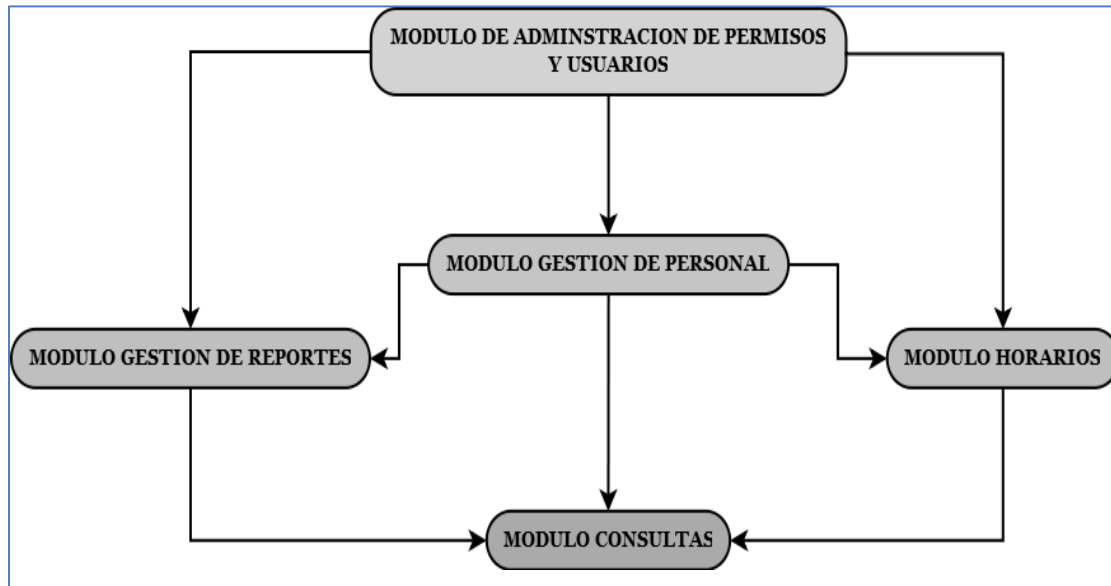 MODULO DE ADMINSTRACION DE PERMISOS
Y USUARIOS
MODULO GESTION DE PERSONAL
MODULO GESTION DE REPORTES
MODULO HORARIOS
MODULO CONSULTAS